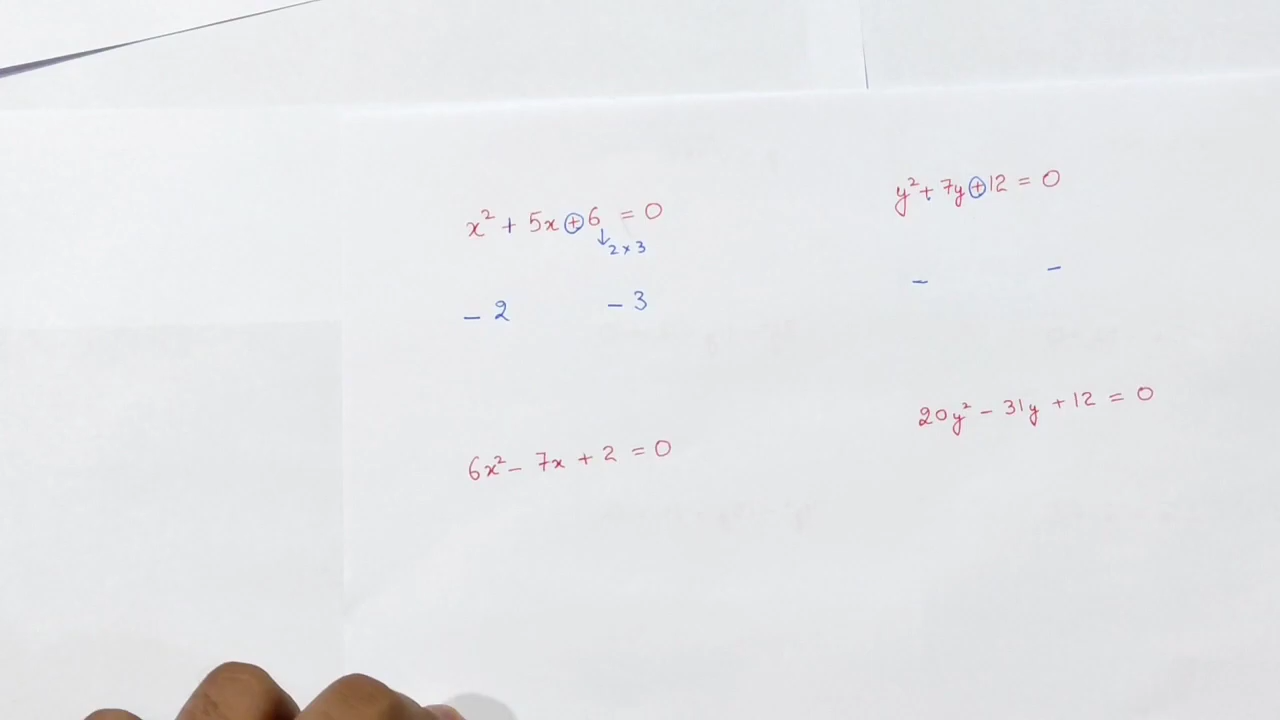 x² + 5x + 6 = 0
↓ 2 × 3
- 2 - 3
y² + 7y + 12 = 0
- -
6x² - 7x + 2 = 0
20y² - 31y + 12 = 0